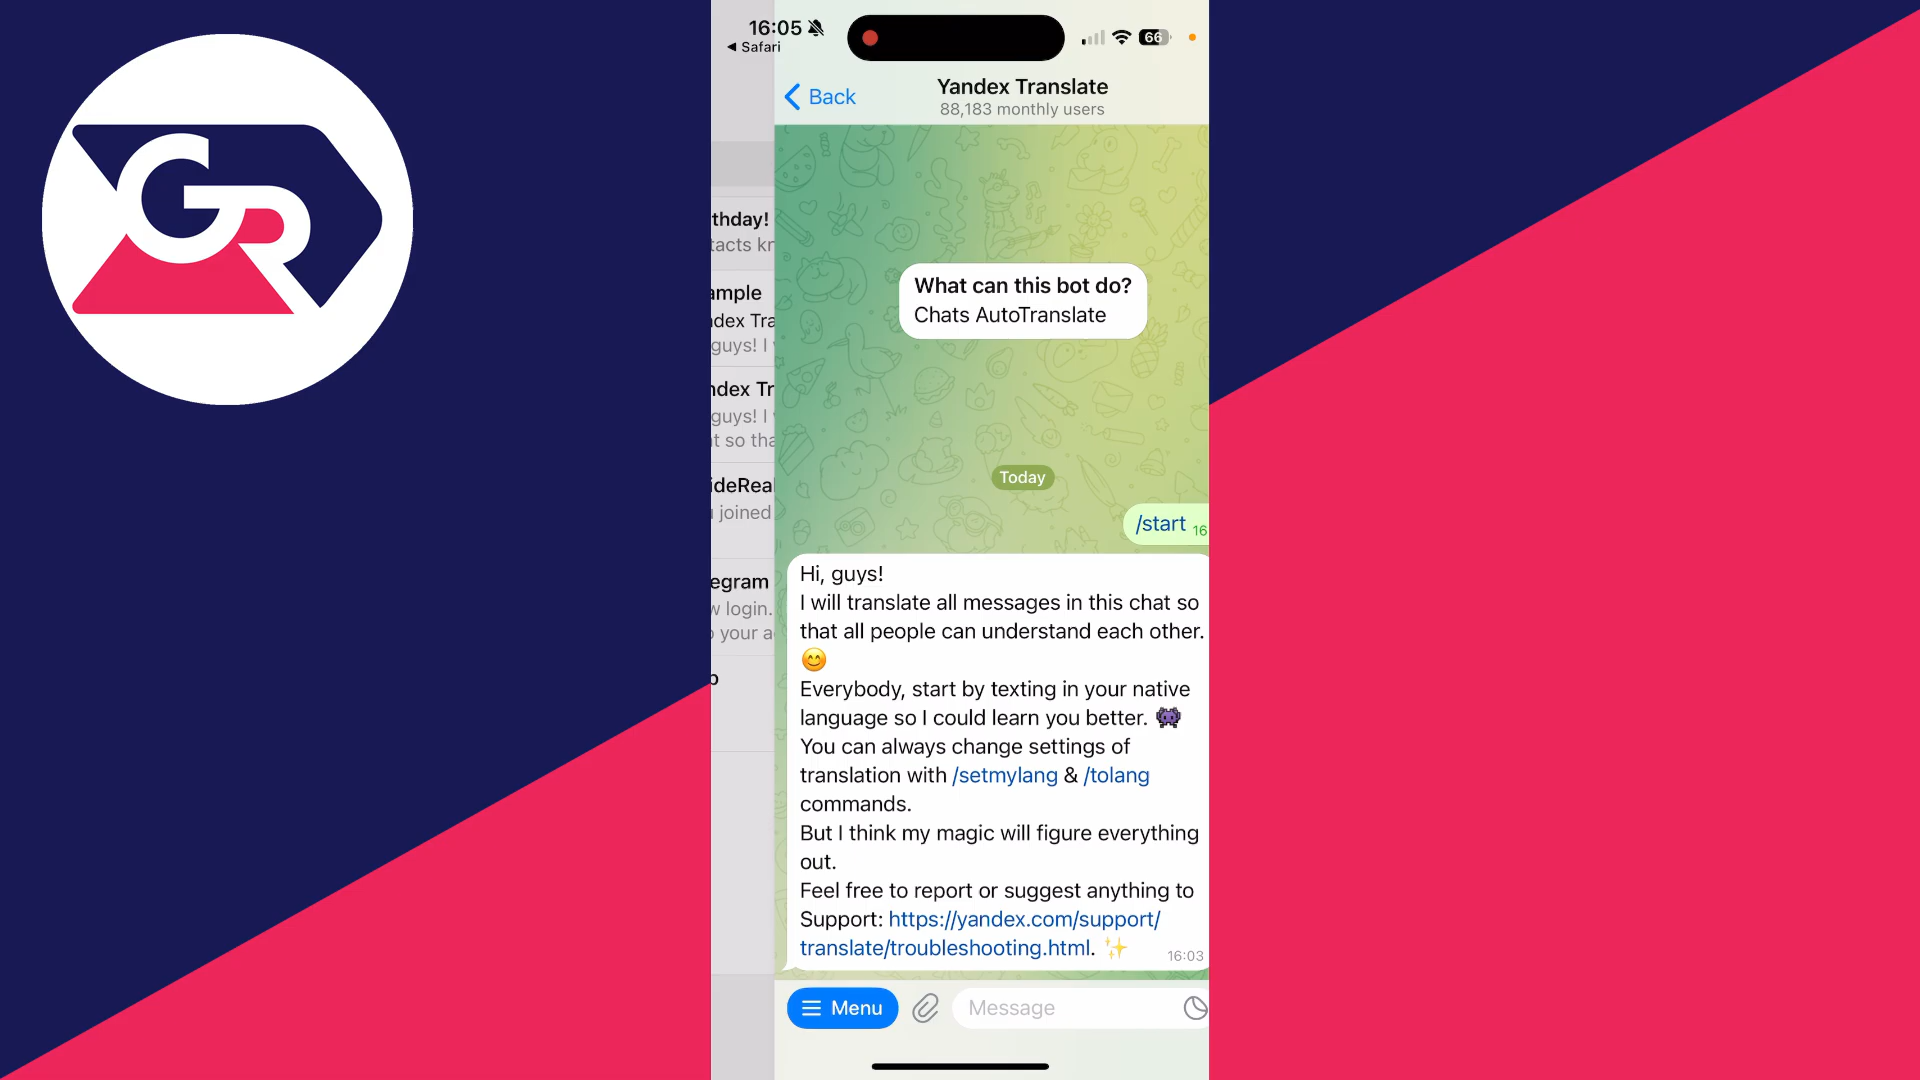 GR
16:05
Safari
66
Back
Yandex Translate
88,183 monthly users
thday!
tacts kr
What can this bot do?
Chats AutoTranslate
ample
dex Tra
guys! I
ndex Tr
guys! I
t so tha
Today
ideReal
joined
/start 16
egram
w login.
your a
Hi, guys!
I will translate all messages in this chat so
that all people can understand each other.
😊
Everybody, start by texting in your native
language so I could learn you better. 👾
You can always change settings of
translation with /setmylang & /tolang
commands.
But I think my magic will figure everything
out.
Feel free to report or suggest anything to
Support: https://yandex.com/support/
translate/troubleshooting.html. ✨
16:03
Menu
Message